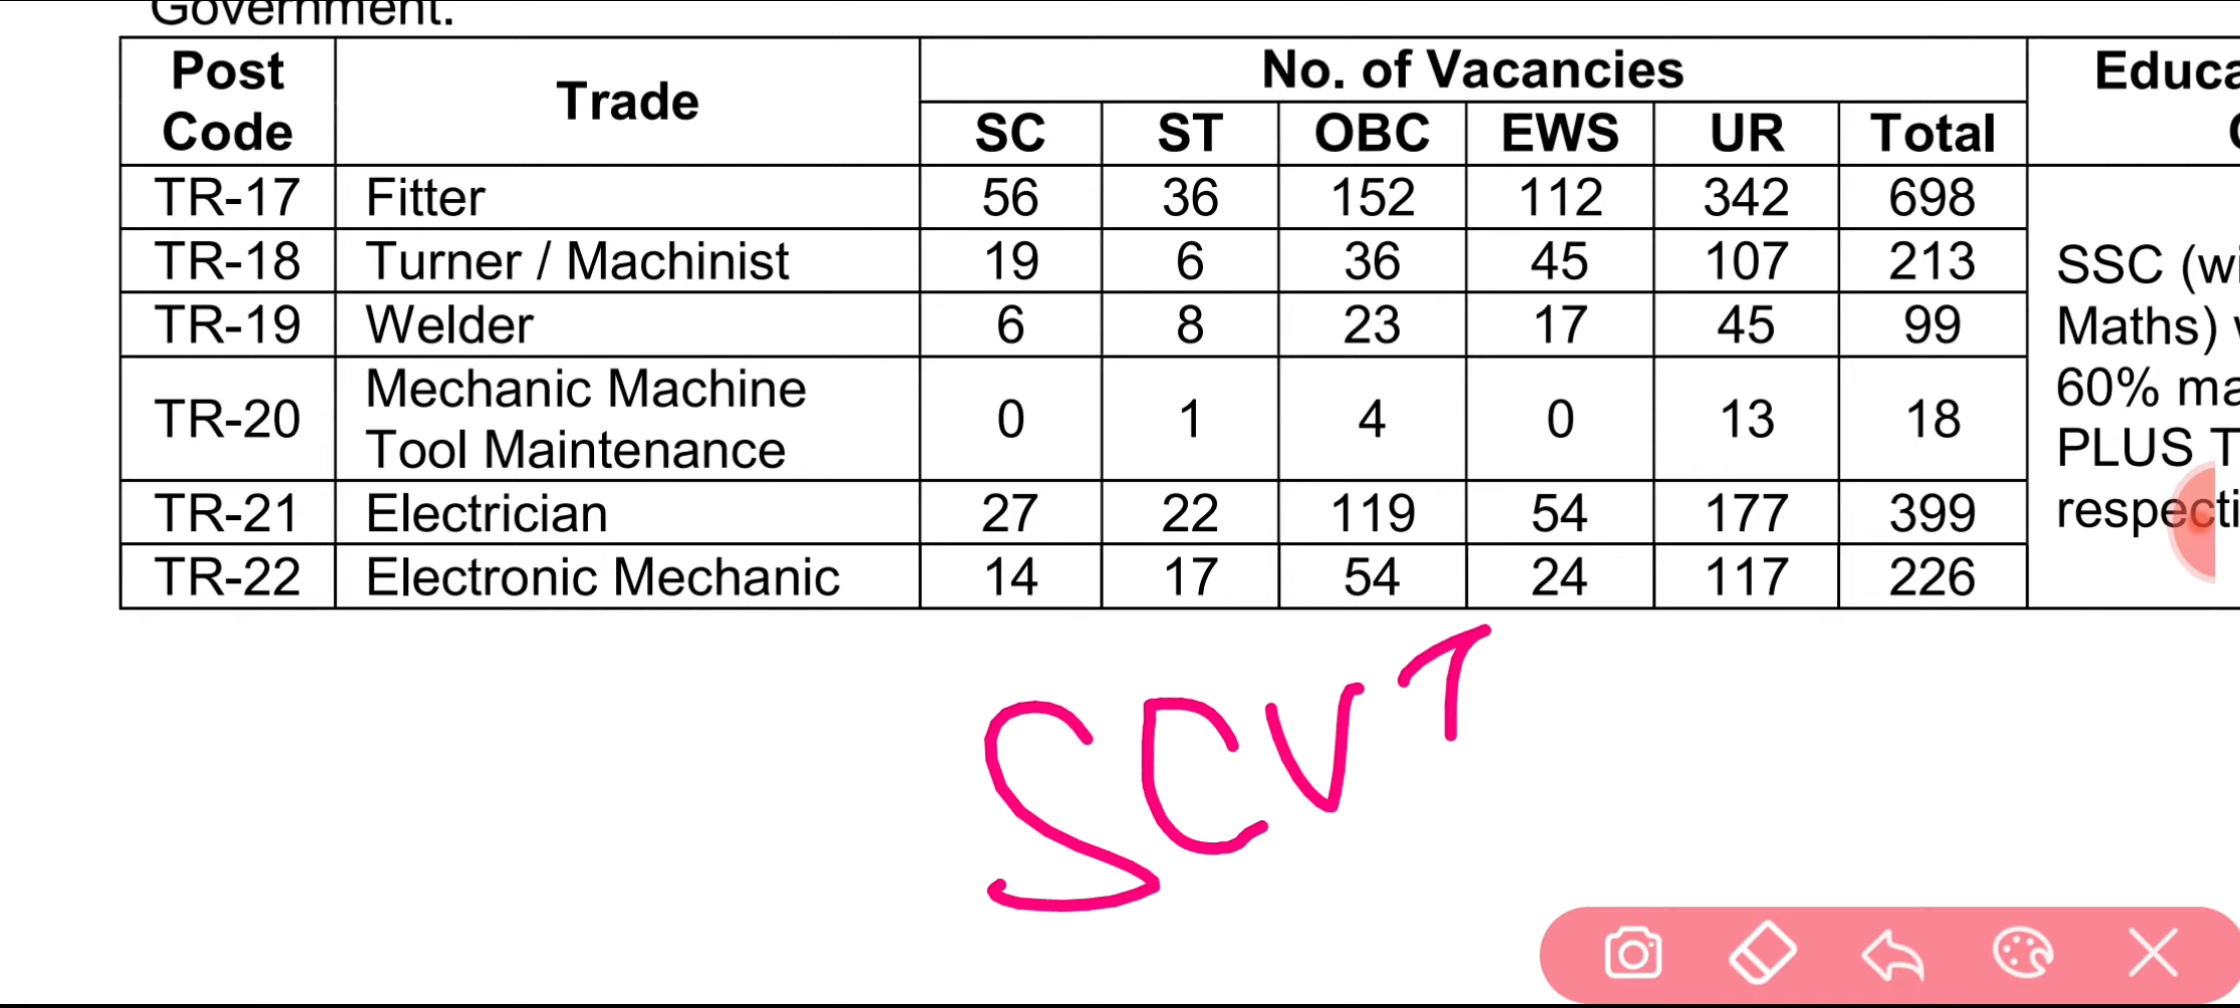 Government.
Post Code | Trade | No. of Vacancies | Educa
SC | ST | OBC | EWS | UR | Total
TR-17 | Fitter | 56 | 36 | 152 | 112 | 342 | 698
TR-18 | Turner / Machinist | 19 | 6 | 36 | 45 | 107 | 213 | SSC (wi
TR-19 | Welder | 6 | 8 | 23 | 17 | 45 | 99 | Maths)
TR-20 | Mechanic Machine Tool Maintenance | 0 | 1 | 4 | 0 | 13 | 18 | 60% ma PLUS T
TR-21 | Electrician | 27 | 22 | 119 | 54 | 177 | 399 | respecti
TR-22 | Electronic Mechanic | 14 | 17 | 54 | 24 | 117 | 226
SCVT